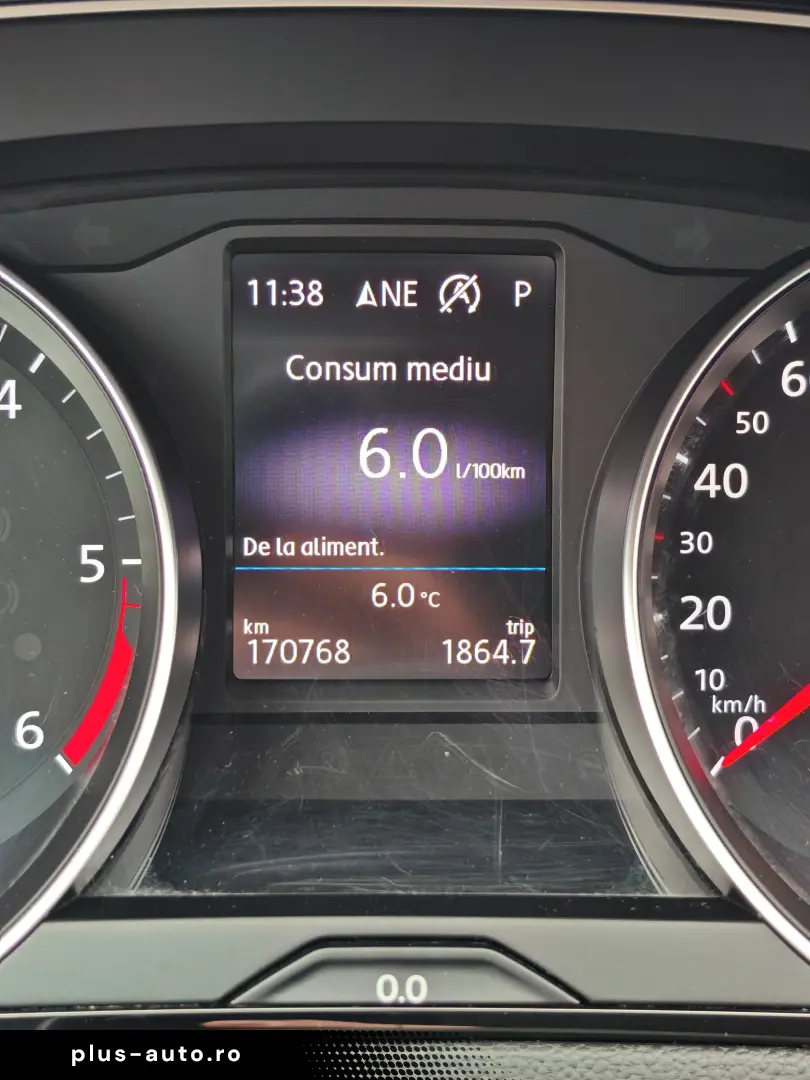 11:38 NE P
Consum mediu
6.0 l/100km
De la aliment.
6.0 °C
km trip
170768 1864.7
4
5
6
60
50
40
30
20
10
km/h
0
0.0
plus-auto.ro